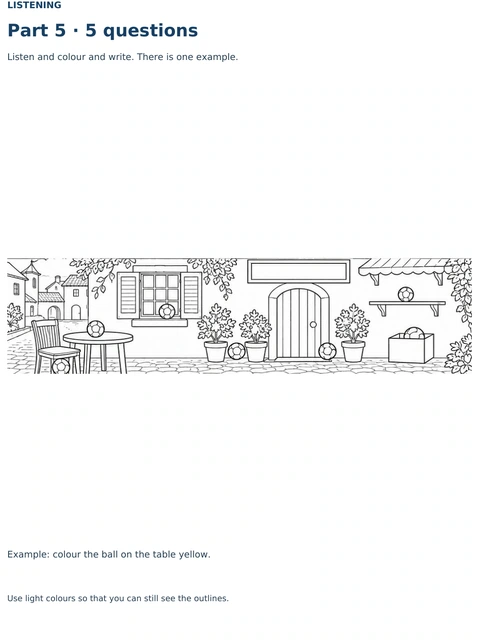 LISTENING
Part 5 · 5 questions
Listen and colour and write. There is one example.
Example: colour the ball on the table yellow.
Use light colours so that you can still see the outlines.